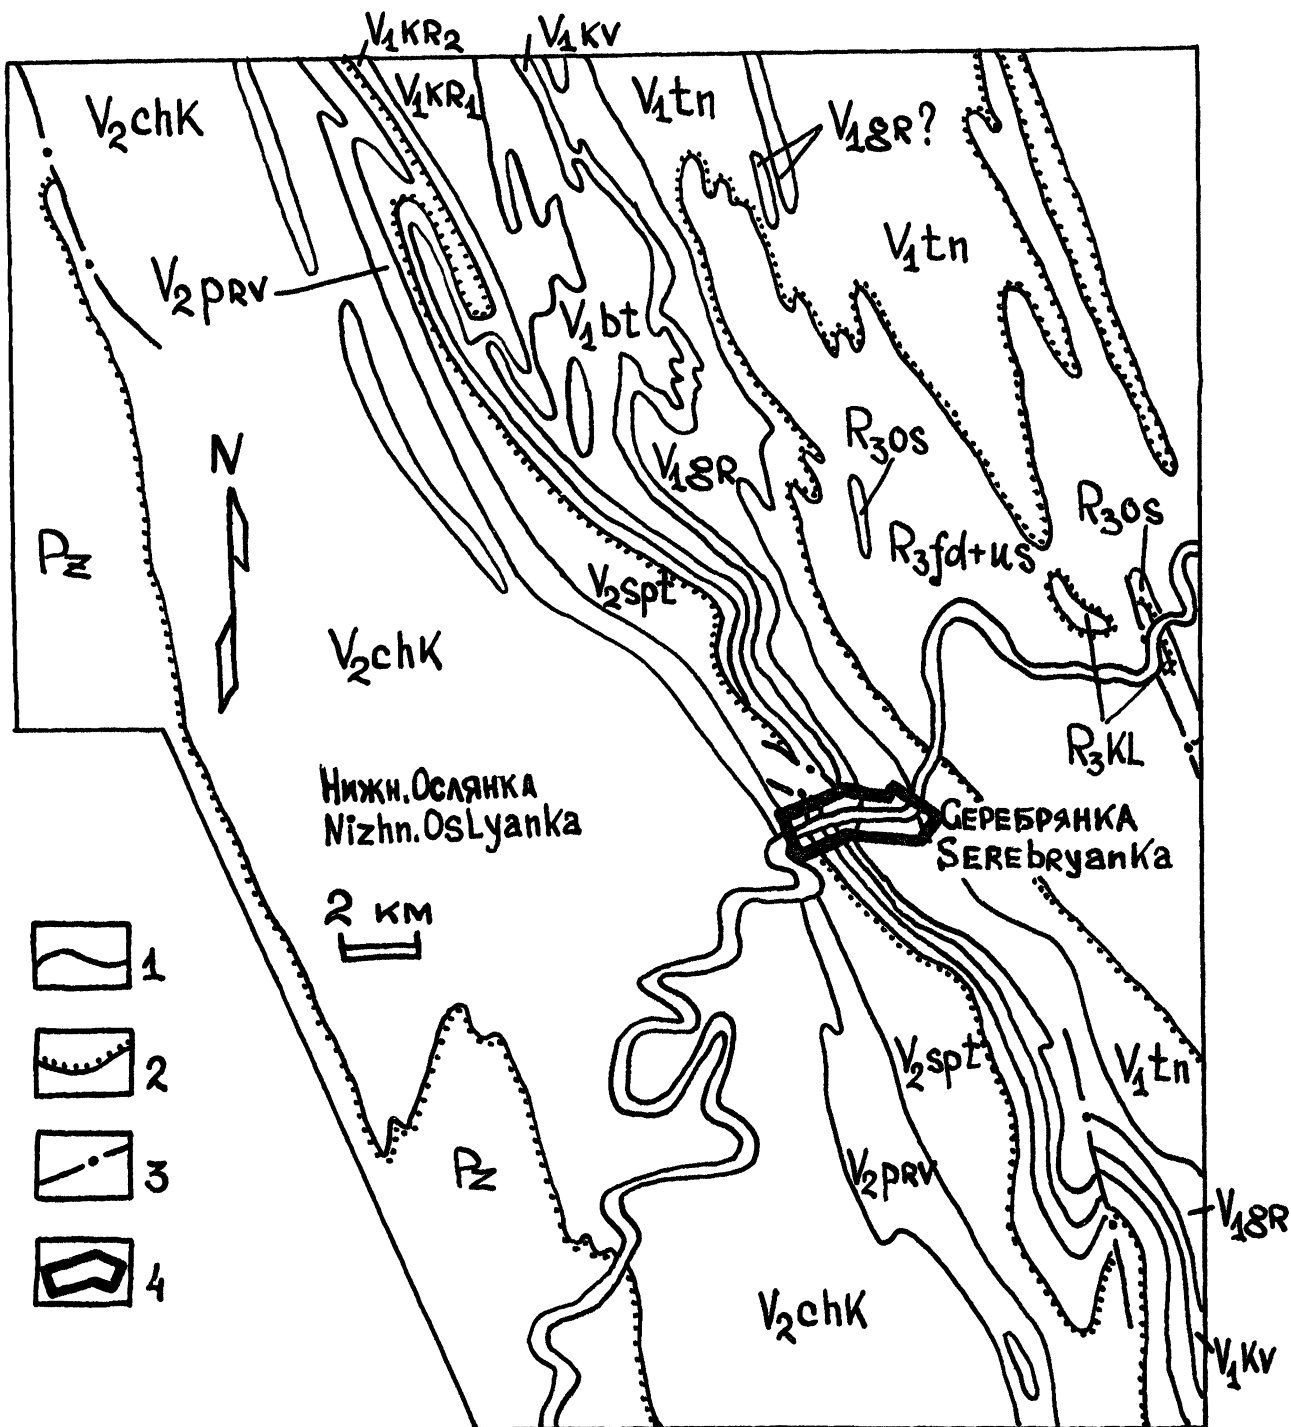 V₁KR₂
V₁KV
V₂chK
V₁KR₁
V₁tn
V₁gR?
V₁tn
V₂pRV
V₁bt
R₃OS
N
V₁gR
R₃OS
Pz
R₃fd+us
V₂spt
V₂chK
R₃KL
Нижн.Ослянка
Nizhn.OsLyanka
Серебрянка
SEREbRyanKa
2 км
1
2
V₂spt
V₁tn
3
Pz
V₂pRV
V₁gR
4
V₂chK
V₁KV